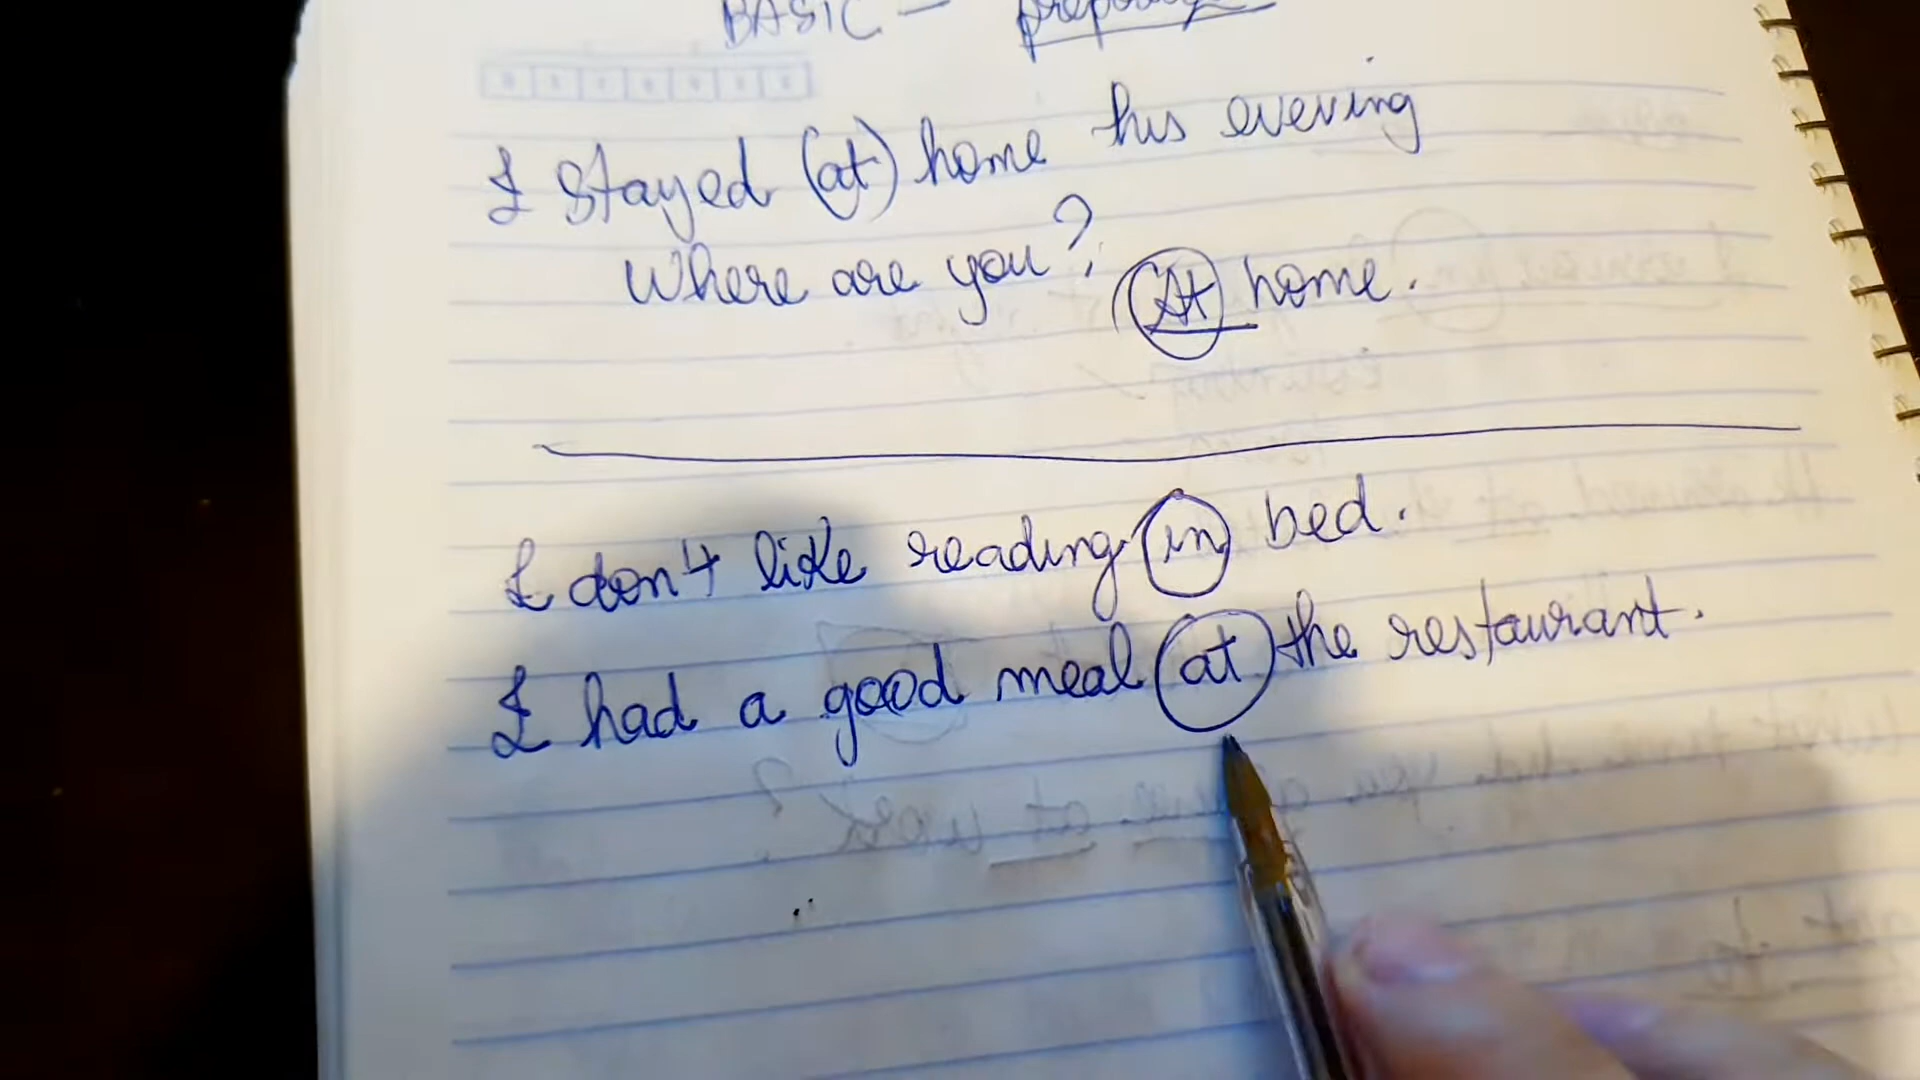 BASIC —
I stayed (at) home this evening
Where are you? At home.
I don't like reading in bed.
I had a good meal at the restaurant.